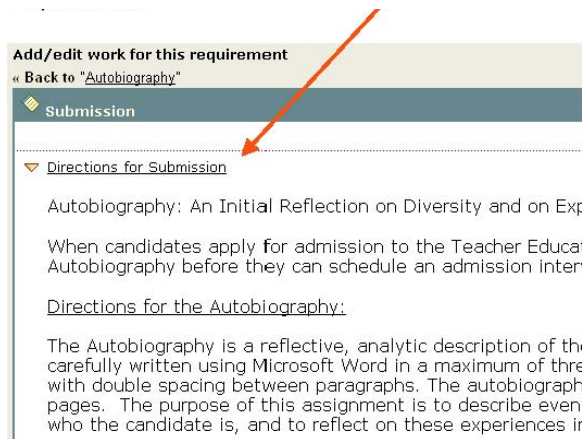 Add/edit work for this requirement
« Back to "Autobiography"
Submission
Directions for Submission
Autobiography: An Initial Reflection on Diversity and on Exp
When candidates apply for admission to the Teacher Educa
Autobiography before they can schedule an admission inter
Directions for the Autobiography:
The Autobiography is a reflective, analytic description of the
carefully written using Microsoft Word in a maximum of thre
with double spacing between paragraphs. The autobiograph
pages. The purpose of this assignment is to describe even
who the candidate is, and to reflect on these experiences i